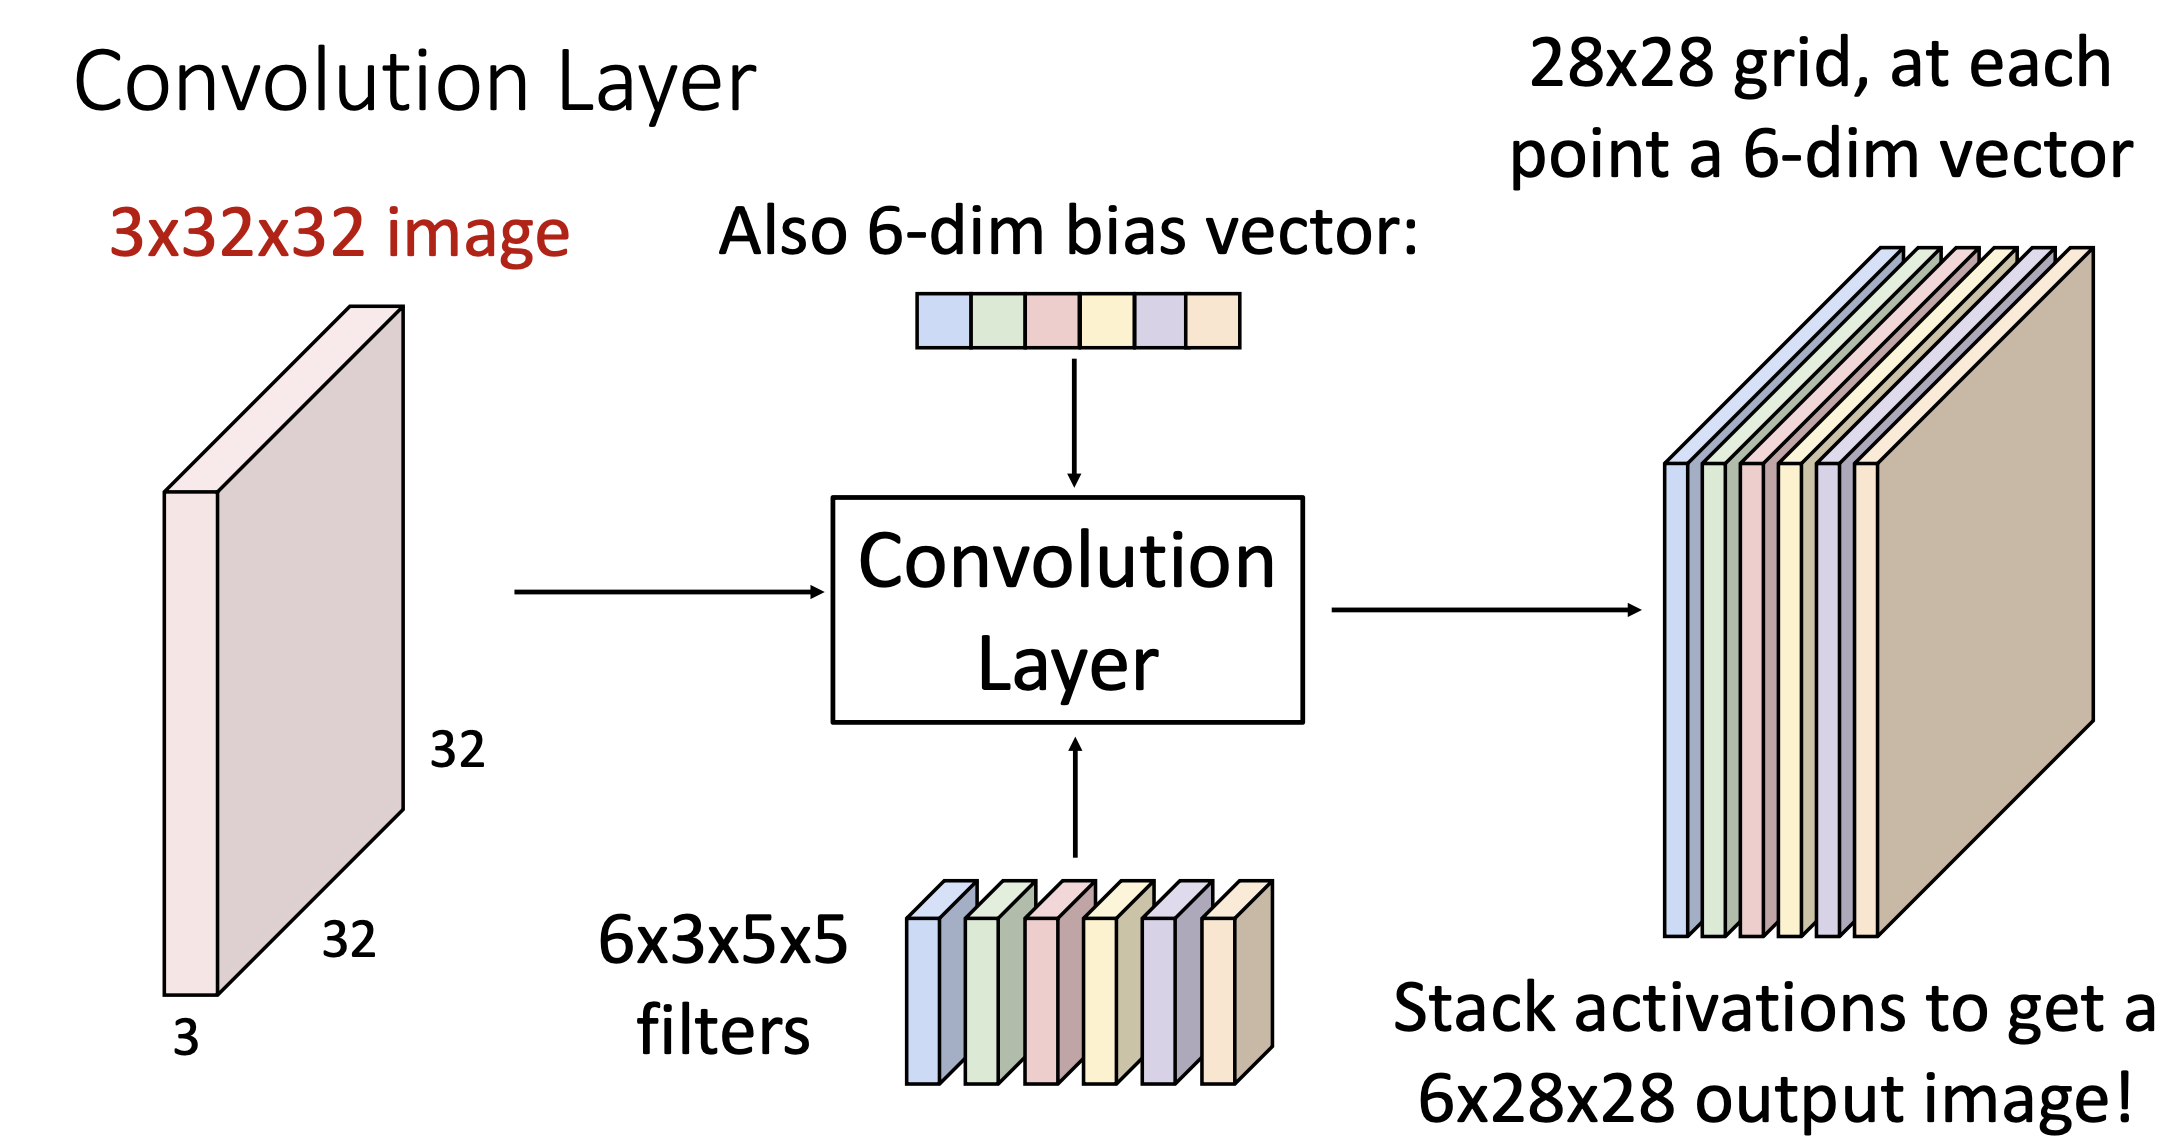 Convolution Layer
28x28 grid, at each
point a 6-dim vector
3x32x32 image
Also 6-dim bias vector:
Convolution
Layer
32
32
3
6x3x5x5
filters
Stack activations to get a
6x28x28 output image!